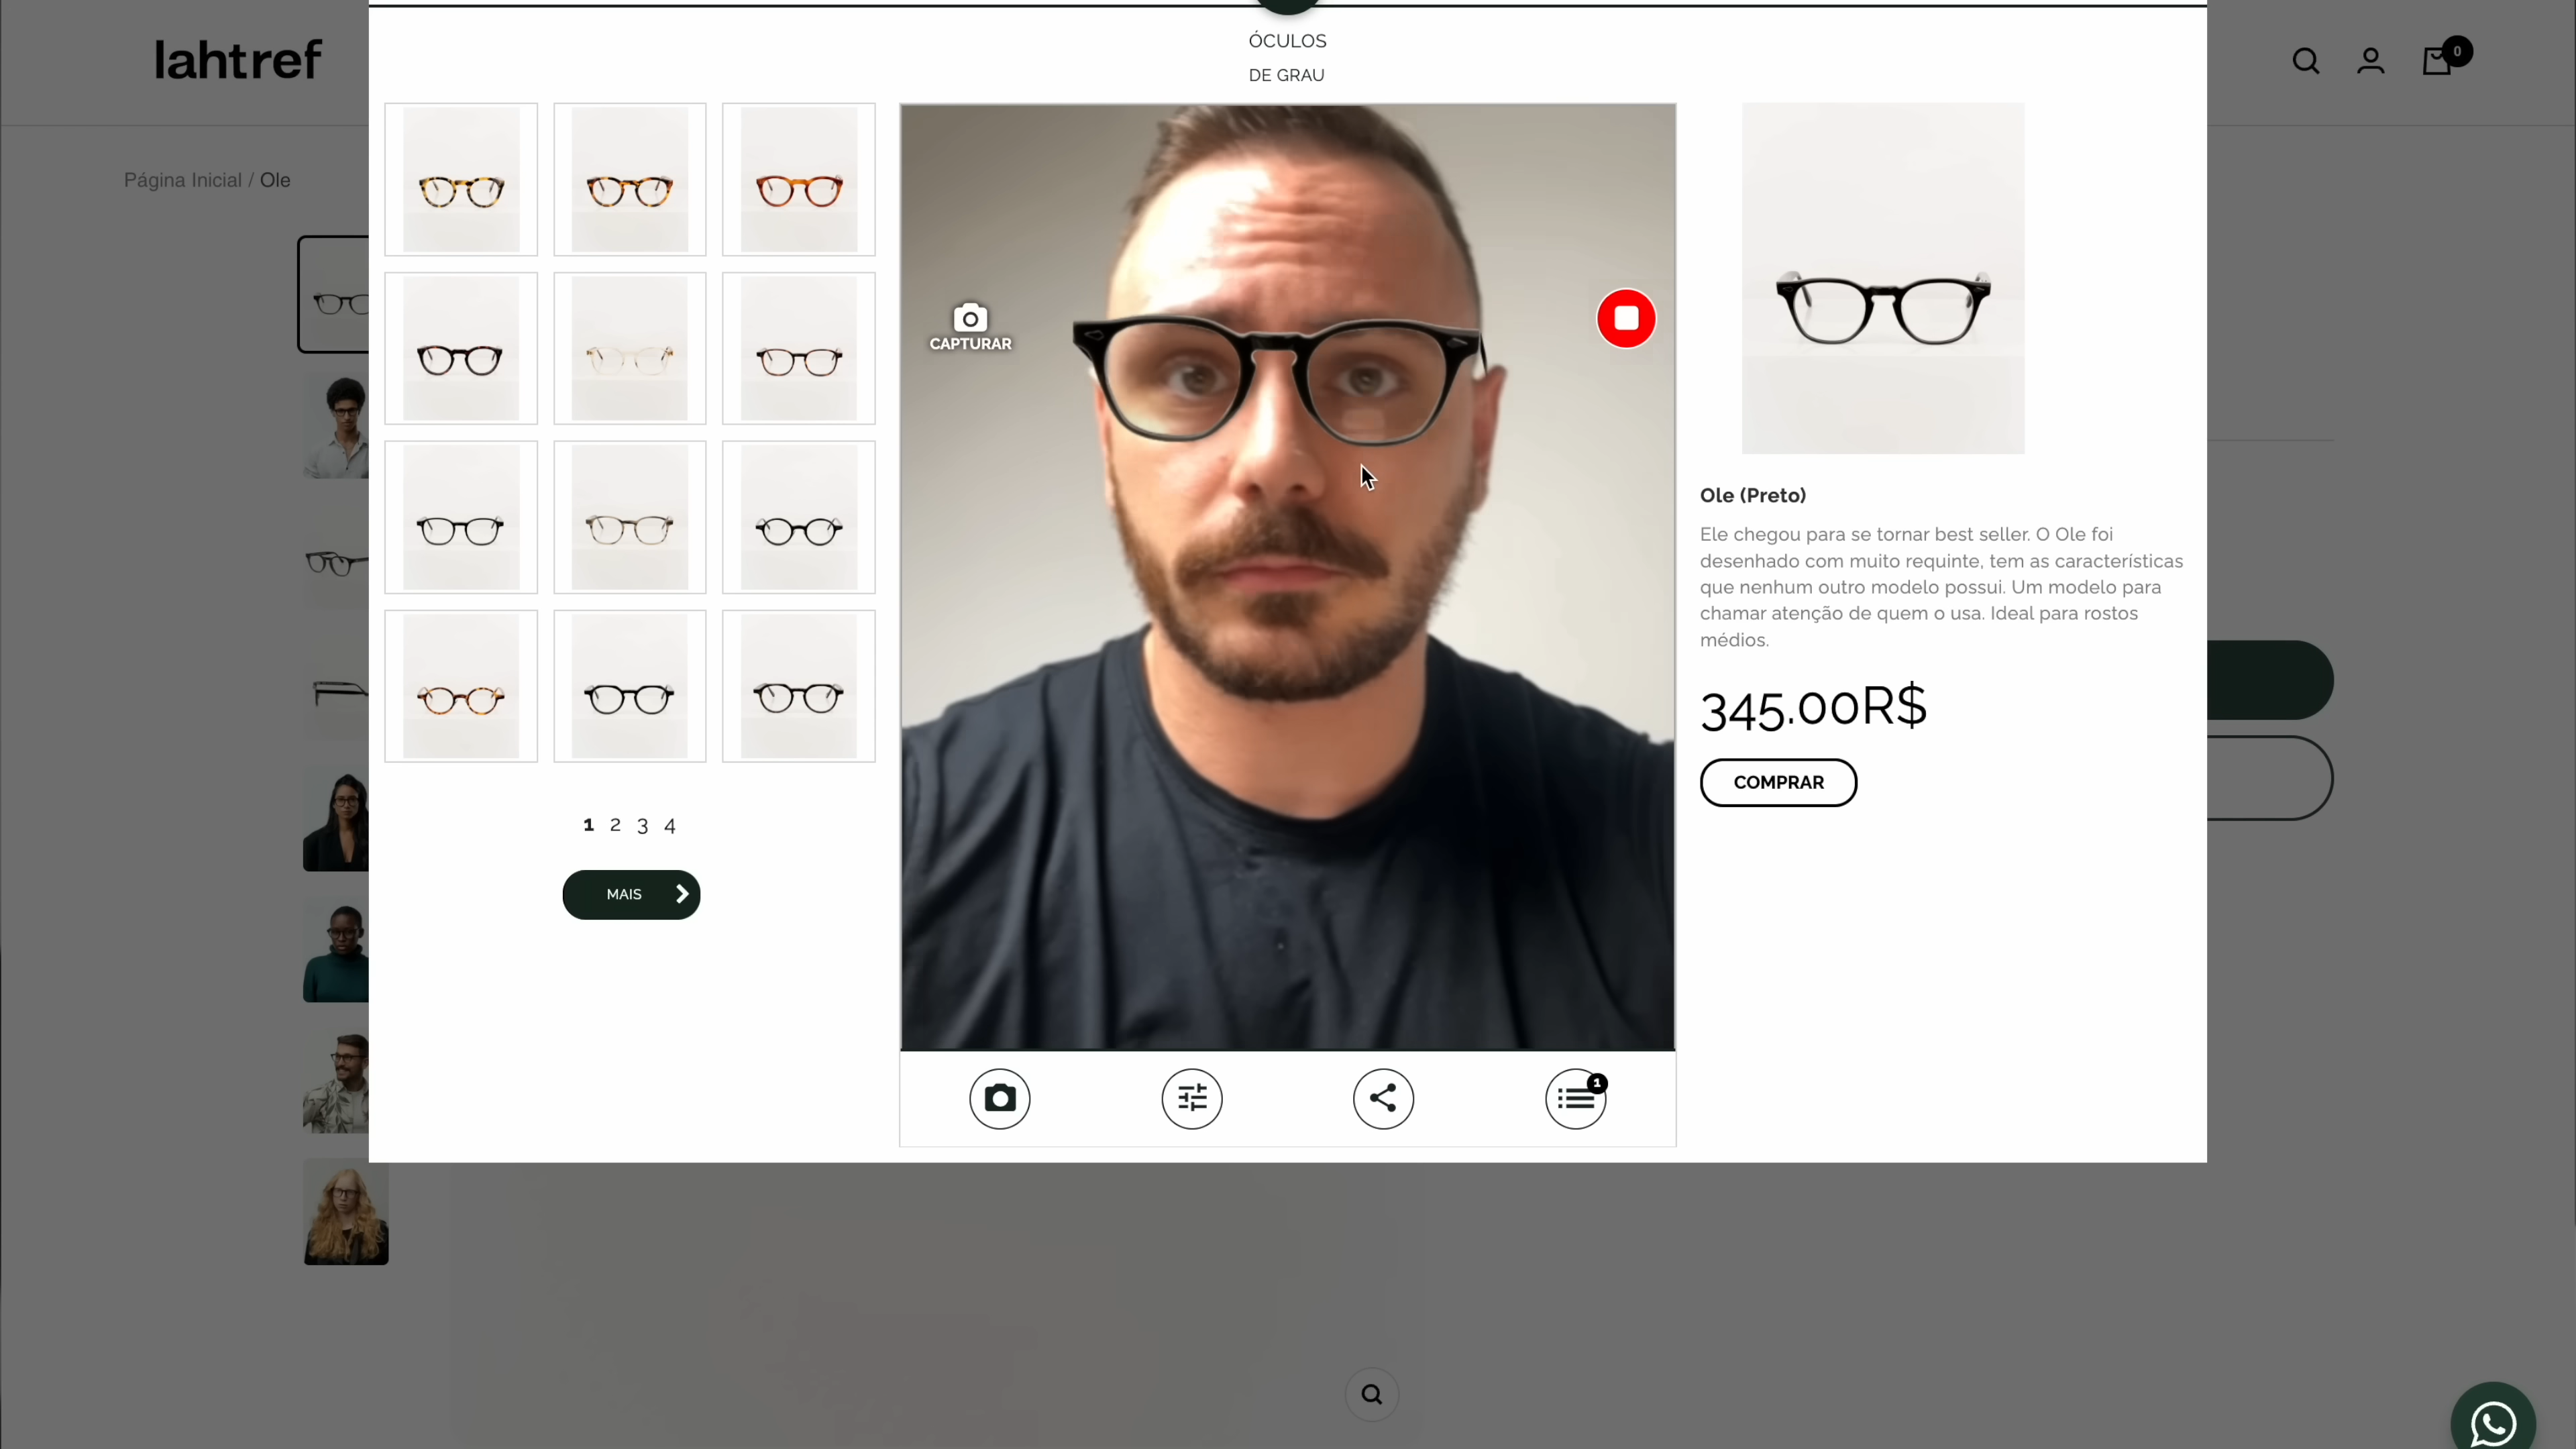 lahtref
0
Página Inicial / Ole
ÓCULOS
DE GRAU
CAPTURAR
1 2 3 4
MAIS
1
Ole (Preto)
Ele chegou para se tornar best seller. O Ole foi
desenhado com muito requinte, tem as características
que nenhum outro modelo possui. Um modelo para
chamar atenção de quem o usa. Ideal para rostos
médios.
345.00R$
COMPRAR